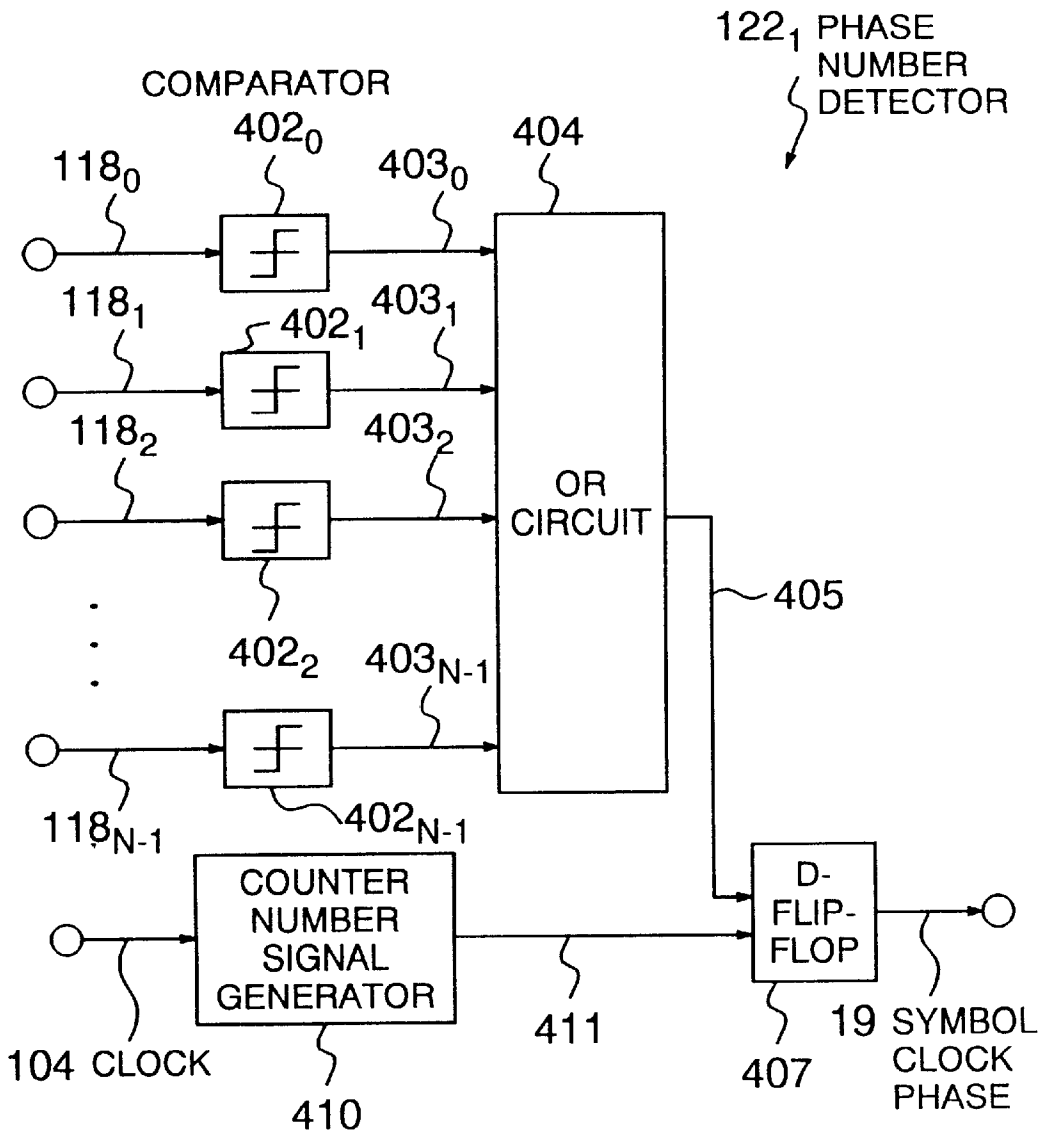 122₁ PHASE
NUMBER
DETECTOR
COMPARATOR
402₀
404
118₀
403₀
118₁
402₁
403₁
118₂
403₂
OR
CIRCUIT
405
402₂
403N-1
118N-1
402N-1
COUNTER
NUMBER
SIGNAL
GENERATOR
D-
FLIP-
FLOP
411
104 CLOCK
410
407
19 SYMBOL
CLOCK
PHASE